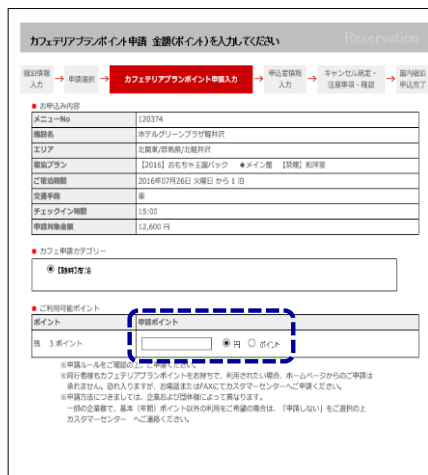 カフェテリアプランポイント申請 金額(ポイント)を入力してください
Reservation
宿泊情報入力 → 申請選択 → カフェテリアプランポイント申請入力 → 申込者情報入力 → キャンセル規定・注意事項・確認 → 国内宿泊申込完了
■ お申込み内容
メニューNo 120374
施設名 ホテルグリーンプラザ軽井沢
エリア 北関東/群馬県/北軽井沢
宿泊プラン 【2016】おもちゃ王国パック ◆メイン館 【禁煙】和洋室
ご宿泊期間 2016年07月26日 火曜日 から 1 泊
交通手段 車
チェックイン時間 15:00
申請対象金額 12,600 円
■ カフェ申請カテゴリー
【随時】宿泊
■ ご利用可能ポイント
ポイント 申請ポイント
残 3 ポイント 円 ポイント
※申請ルールをご確認の上、ご申請ください。
※同行者様もカフェテリアプランポイントをお持ちで、利用されたい場合、ホームページからのご申請は
承れません。恐れ入りますが、お電話またはFAXにてカスタマーセンターへご申請ください。
※申請方法につきましては、企業および団体様によって異なります。
一部の企業様で、基本（年間）ポイント以外の利用をご希望の場合は、「申請しない」をご選択の上
カスタマーセンター へご連絡ください。